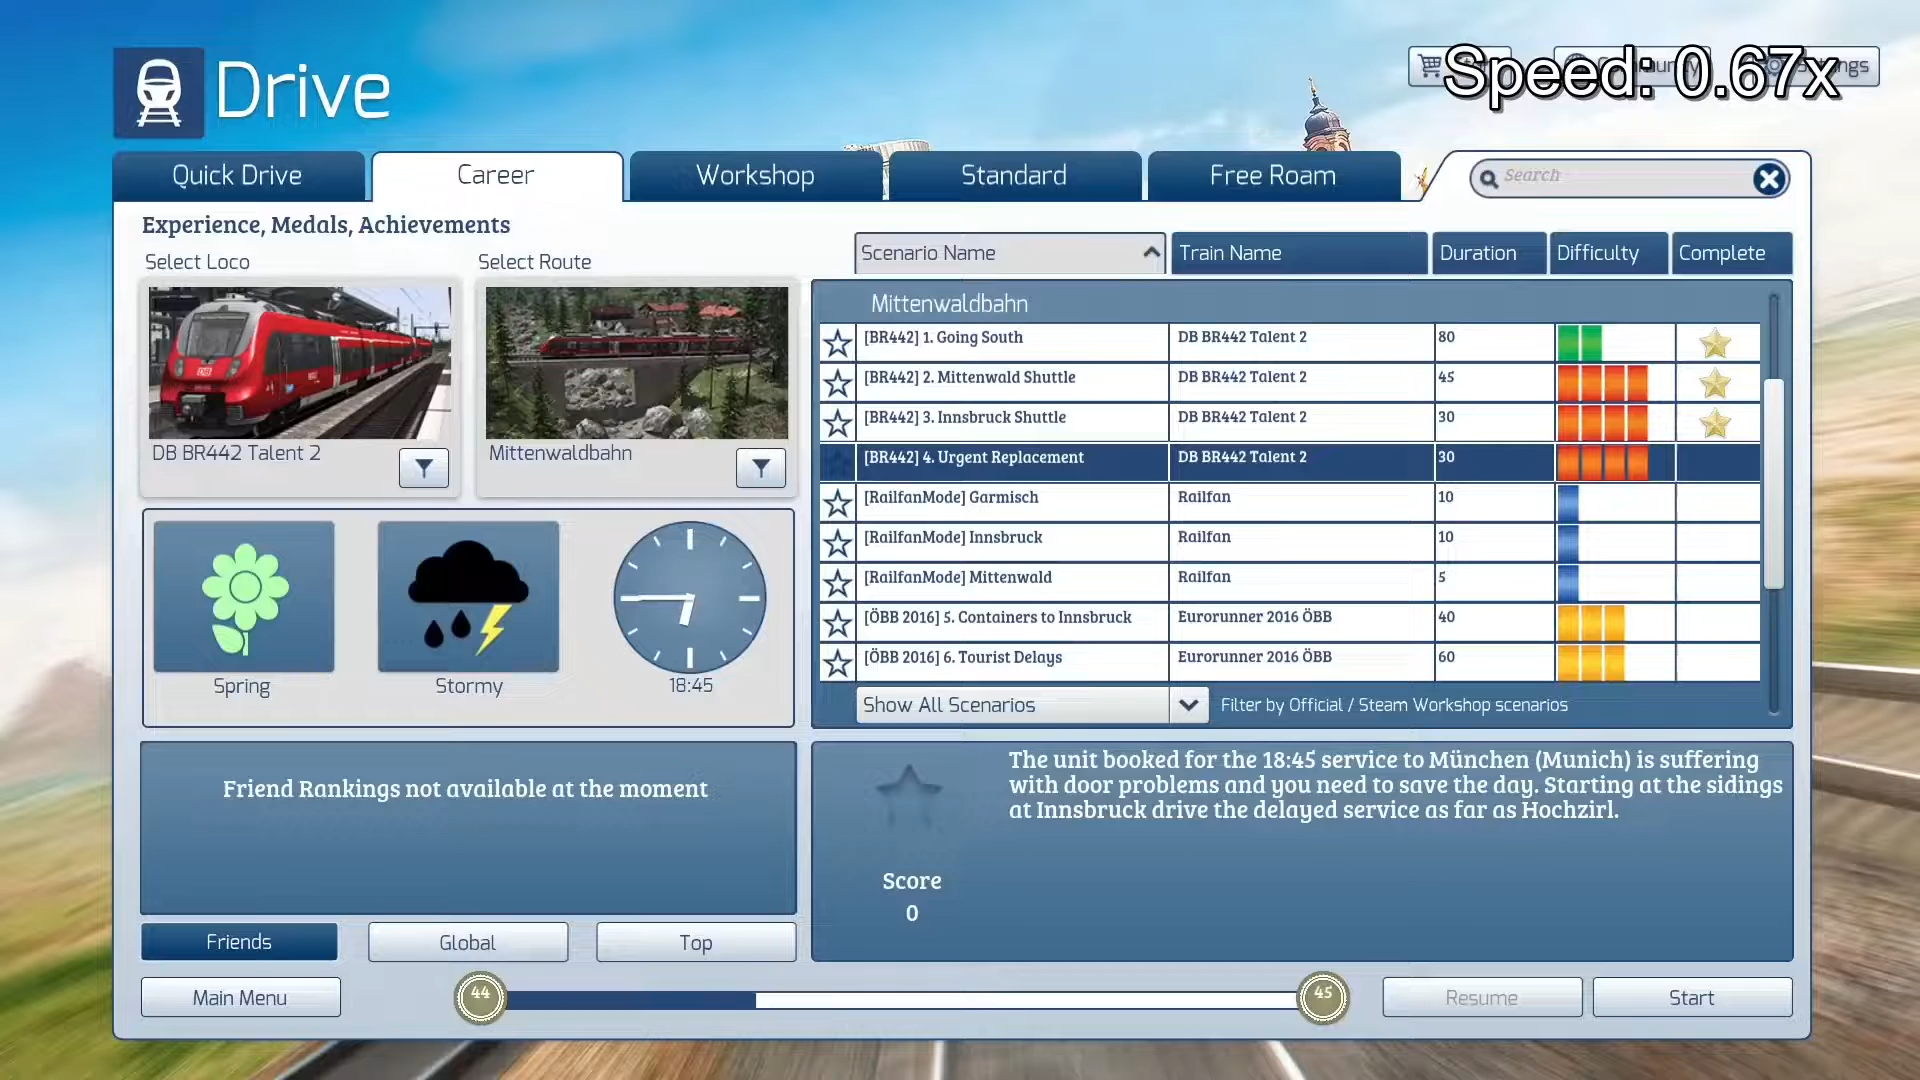 Drive
Speed: 0.67x
Quick Drive
Career
Workshop
Standard
Free Roam
Search
Experience, Medals, Achievements
Select Loco
Select Route
DB BR442 Talent 2
Mittenwaldbahn
Scenario Name
Train Name
Duration
Difficulty
Complete
Mittenwaldbahn
[BR442] 1. Going South DB BR442 Talent 2 80
[BR442] 2. Mittenwald Shuttle DB BR442 Talent 2 45
[BR442] 3. Innsbruck Shuttle DB BR442 Talent 2 30
[BR442] 4. Urgent Replacement DB BR442 Talent 2 30
[RailfanMode] Garmisch Railfan 10
[RailfanMode] Innsbruck Railfan 10
[RailfanMode] Mittenwald Railfan 5
[ÖBB 2016] 5. Containers to Innsbruck Eurorunner 2016 ÖBB 40
[ÖBB 2016] 6. Tourist Delays Eurorunner 2016 ÖBB 60
Show All Scenarios
Filter by Official / Steam Workshop scenarios
Spring
Stormy
18:45
Friend Rankings not available at the moment
Friends
Global
Top
The unit booked for the 18:45 service to München (Munich) is suffering
with door problems and you need to save the day. Starting at the sidings
at Innsbruck drive the delayed service as far as Hochzirl.
Score
0
Main Menu
44
45
Resume
Start